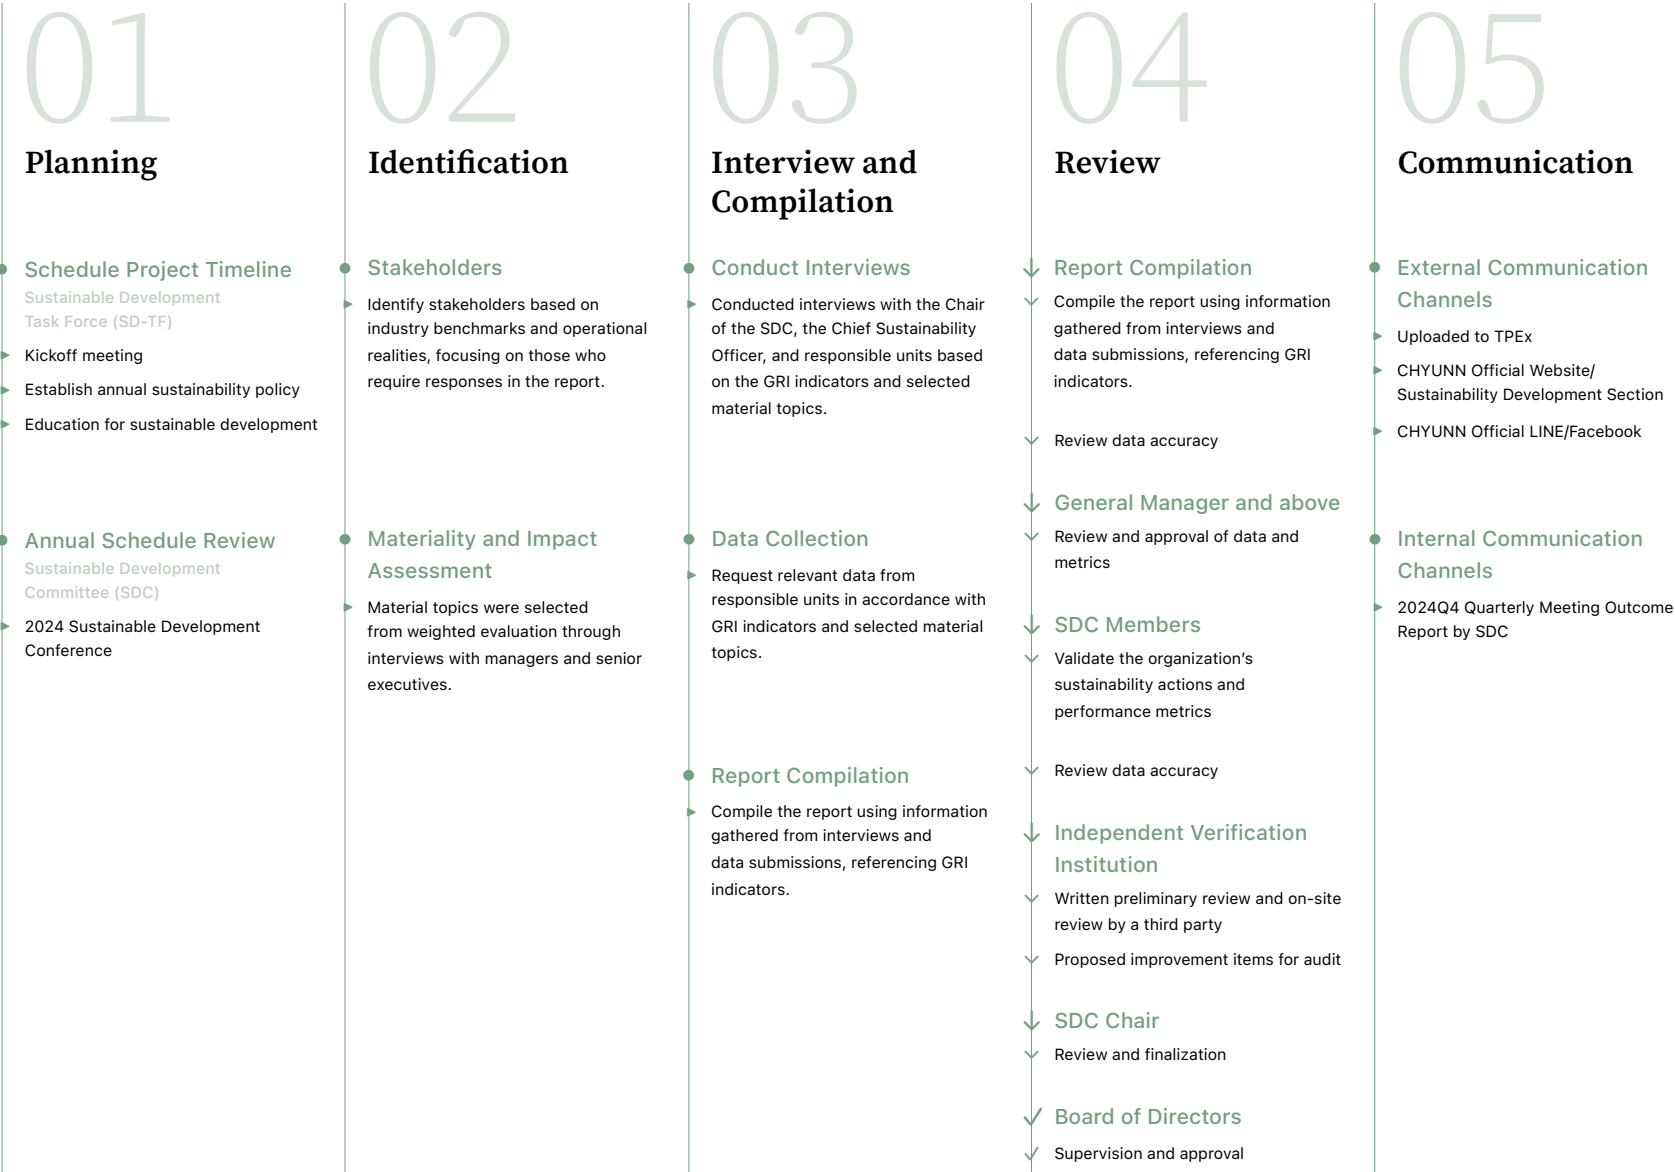 01
Planning
Schedule Project Timeline
Sustainable Development
Task Force (SD-TF)
Kickoff meeting
Establish annual sustainability policy
Education for sustainable development
Annual Schedule Review
Sustainable Development
Committee (SDC)
2024 Sustainable Development
Conference
02
Identification
Stakeholders
Identify stakeholders based on
industry benchmarks and operational
realities, focusing on those who
require responses in the report.
Materiality and Impact
Assessment
Material topics were selected
from weighted evaluation through
interviews with managers and senior
executives.
03
Interview and
Compilation
Conduct Interviews
Conducted interviews with the Chair
of the SDC, the Chief Sustainability
Officer, and responsible units based
on the GRI indicators and selected
material topics.
Data Collection
Request relevant data from
responsible units in accordance with
GRI indicators and selected material
topics.
Report Compilation
Compile the report using information
gathered from interviews and
data submissions, referencing GRI
indicators.
04
Review
Report Compilation
Compile the report using information
gathered from interviews and
data submissions, referencing GRI
indicators.
Review data accuracy
General Manager and above
Review and approval of data and
metrics
SDC Members
Validate the organization’s
sustainability actions and
performance metrics
Review data accuracy
Independent Verification
Institution
Written preliminary review and on-site
review by a third party
Proposed improvement items for audit
SDC Chair
Review and finalization
Board of Directors
Supervision and approval
05
Communication
External Communication
Channels
Uploaded to TPEx
CHYUNN Official Website/
Sustainability Development Section
CHYUNN Official LINE/Facebook
Internal Communication
Channels
2024Q4 Quarterly Meeting Outcome
Report by SDC